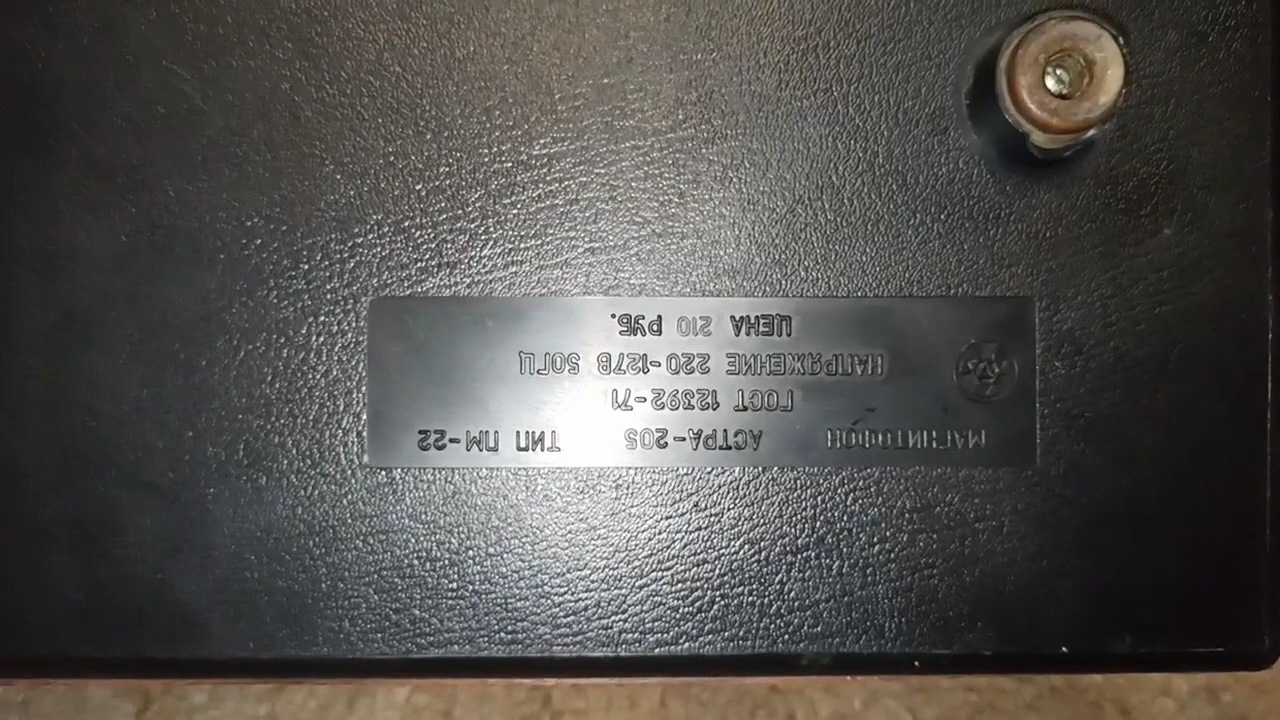 МАГНИТОФОН АСТРА-205 ТИП ПМ-22
ГОСТ 12392-71
НАПРЯЖЕНИЕ 220-127В 50ГЦ
ЦЕНА 210 РУБ.